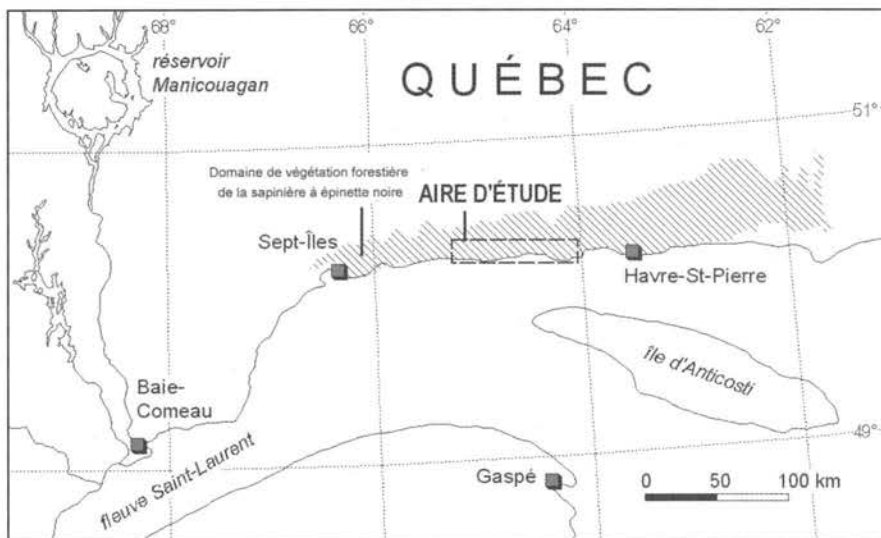 68°
66°
64°
62°
réservoir
Manicouagan
QUÉBEC
51°
Domaine de végétation forestière
de la sapinière à épinette noire
AIRE D'ÉTUDE
Sept-Îles
Havre-St-Pierre
île d'Anticosti
Baie-
Comeau
49°
fleuve Saint-Laurent
Gaspé
0 50 100 km